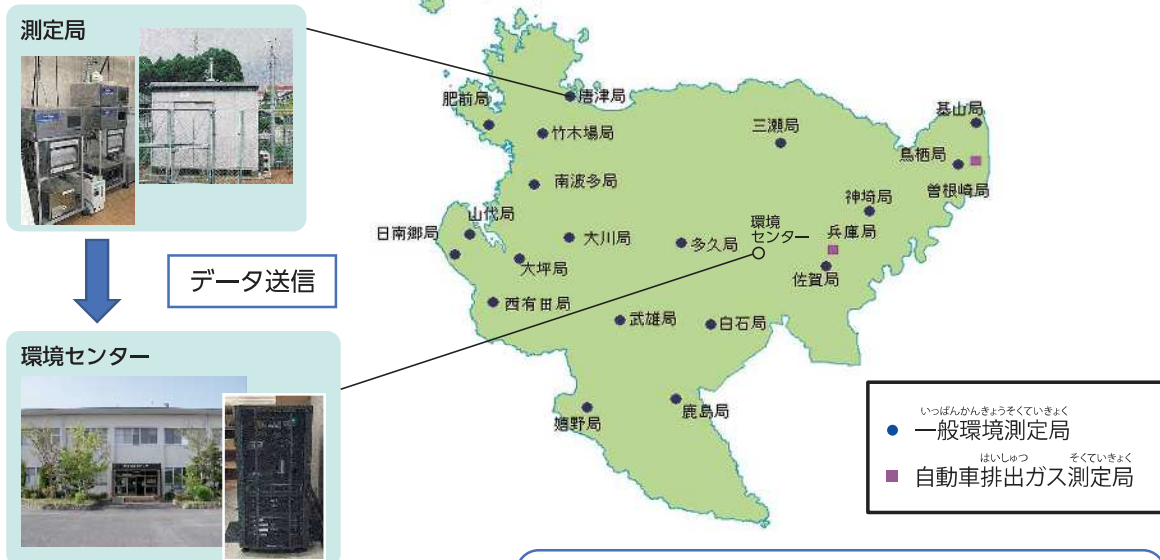 測定局
データ送信
環境センター
唐津局
肥前局
竹木場局
三瀬局
基山局
鳥栖局
曽根崎局
南波多局
神埼局
山代局
日南郷局
大川局
多久局
環境
センター
兵庫局
大坪局
佐賀局
西有田局
武雄局
白石局
嬉野局
鹿島局
いっぱんかんきょうそくていきょく
一般環境測定局
はいしゅつ そくていきょく
自動車排出ガス測定局